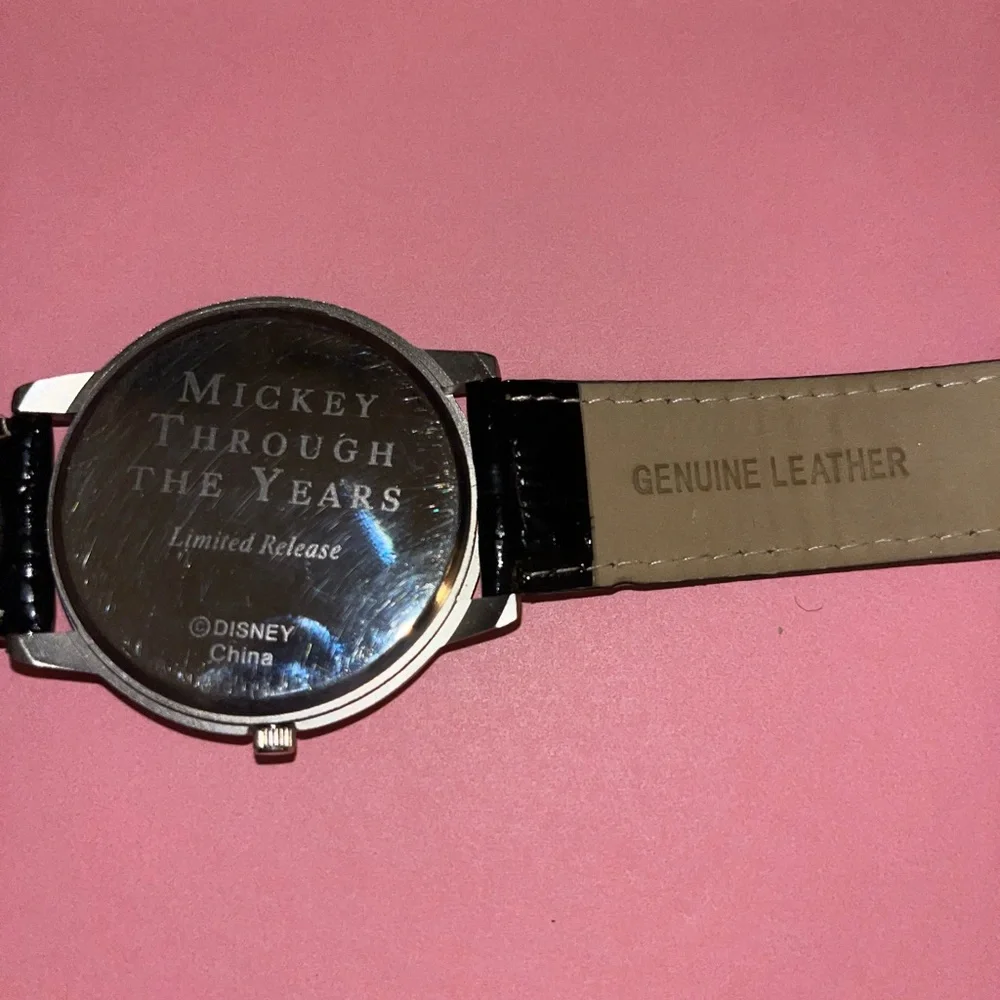 MICKEY
THROUGH
THE YEARS
Limited Release
©DISNEY
China
GENUINE LEATHER